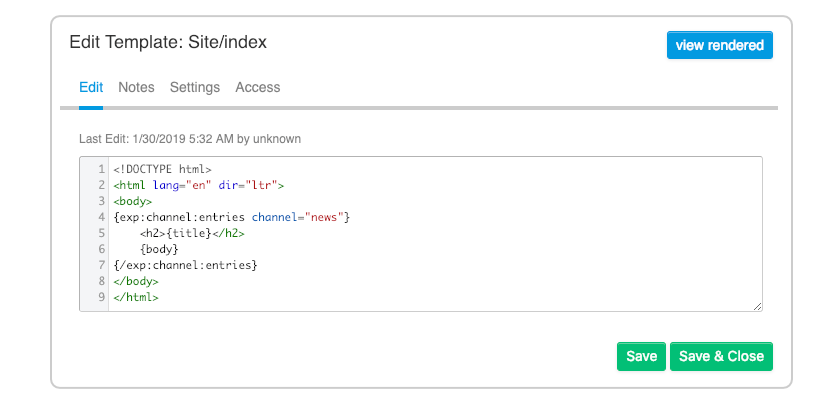 Edit Template: Site/index
view rendered
Edit Notes Settings Access
Last Edit: 1/30/2019 5:32 AM by unknown
1 <!DOCTYPE html>
2 <html lang="en" dir="ltr">
3 <body>
4 {exp:channel:entries channel="news"}
5     <h2>{title}</h2>
6     {body}
7 {/exp:channel:entries}
8 </body>
9 </html>
Save Save & Close